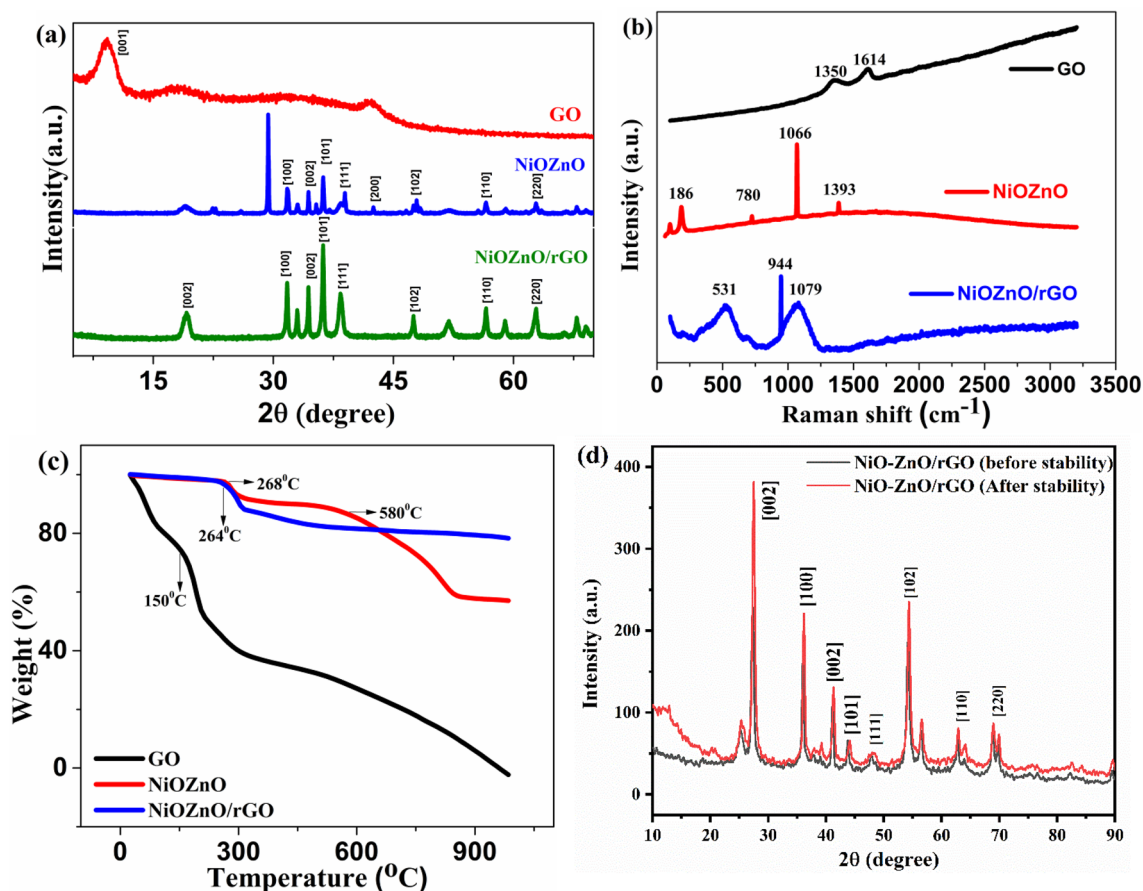 (a)
[001]
GO
NiOZnO
[100]
[002]
[101]
[111]
[200]
[102]
[110]
[220]
NiOZnO/rGO
[002]
[100]
[002]
[101]
[111]
[102]
[110]
[220]
Intensity(a.u.)
15 30 45 60
2θ (degree)
(b)
1350
1614
GO
1066
NiOZnO
186
780
1393
944
NiOZnO/rGO
531
1079
Intensity (a.u.)
0 500 1000 1500 2000 2500 3000 3500
Raman shift (cm-1)
(c)
268⁰C
580⁰C
264⁰C
150⁰C
80
40
0
Weight (%)
GO
NiOZnO
NiOZnO/rGO
0 300 600 900
Temperature (⁰C)
(d)
NiO-ZnO/rGO (before stability)
NiO-ZnO/rGO (After stability)
[002]
[100]
[002]
[101]
[111]
[102]
[110]
[220]
400
300
200
100
0
Intensity (a.u.)
10 20 30 40 50 60 70 80 90
2θ (degree)